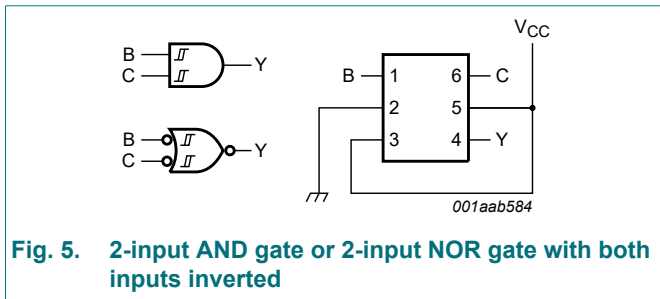 V_CC
B
C
Y
B 1 6 C
2 5
3 4 Y
B
C
Y
001aab584
Fig. 5. 2-input AND gate or 2-input NOR gate with both
inputs inverted